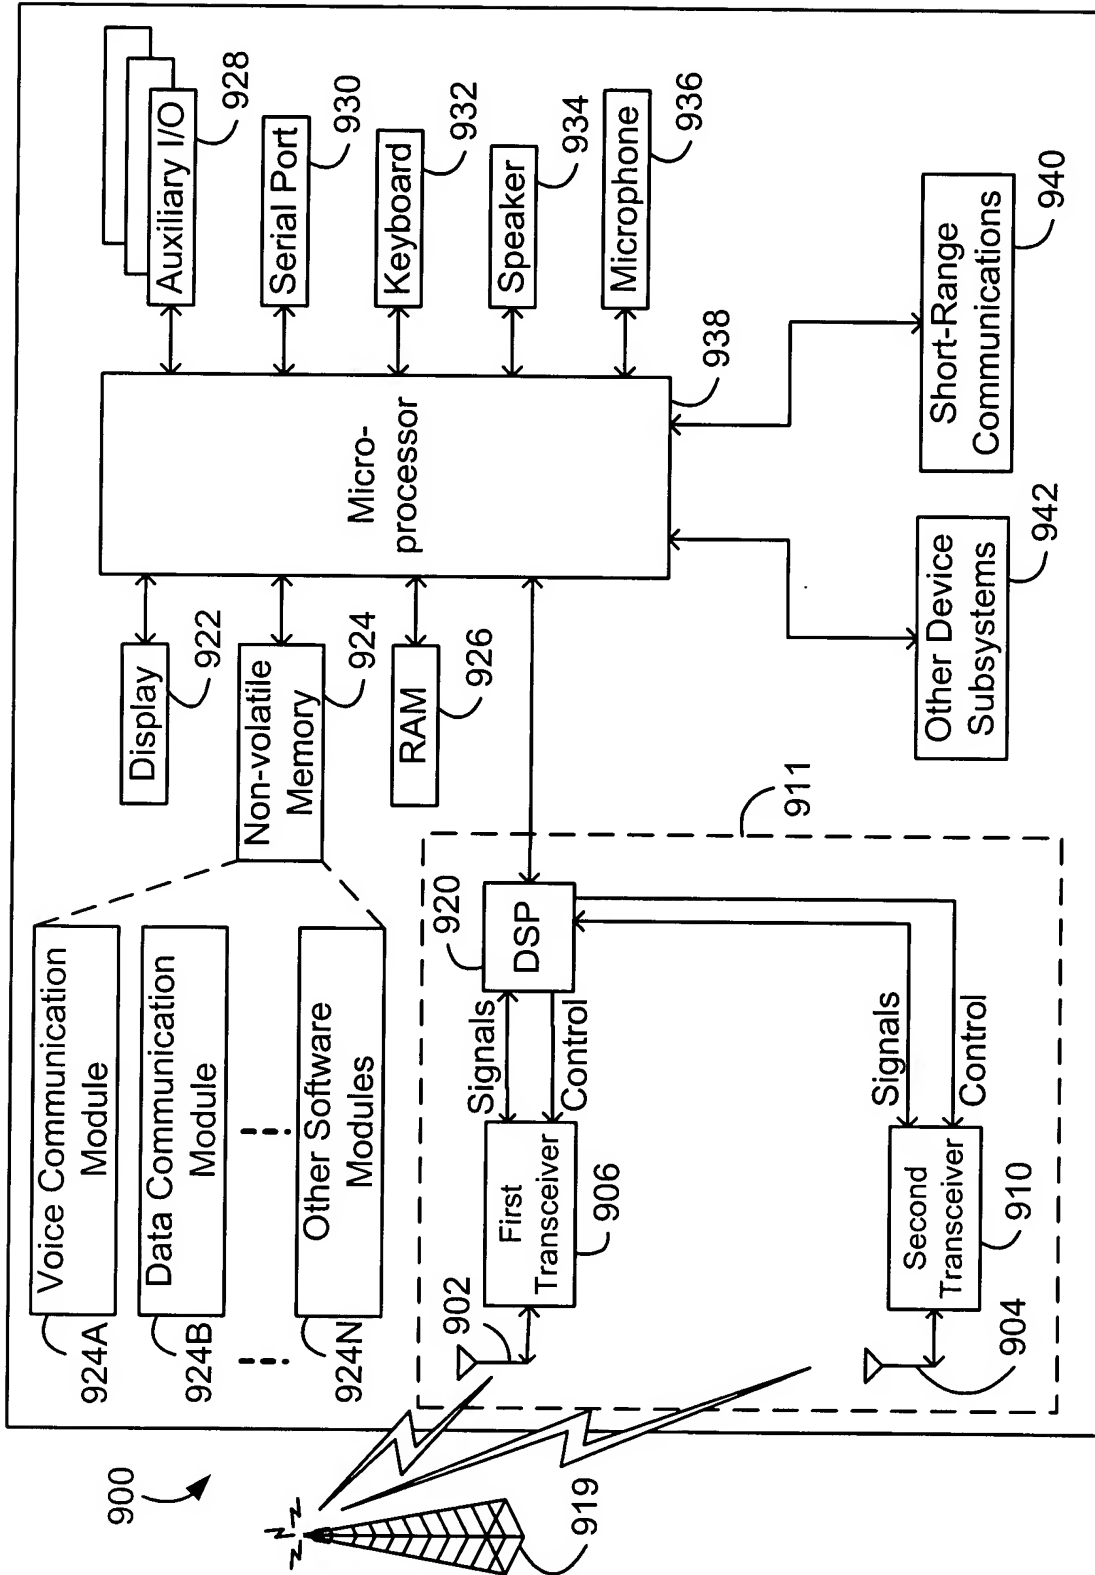 900
919
Voice Communication
Module
924A
Data Communication
Module
924B
Other Software
Modules
924N
Display
922
Non-volatile
Memory
924
RAM
926
Micro-
processor
938
Auxiliary I/O
928
Serial Port
930
Keyboard
932
Speaker
934
Microphone
936
902
First
Transceiver
906
Signals
Control
DSP
920
911
904
Second
Transceiver
910
Signals
Control
Other Device
Subsystems
942
Short-Range
Communications
940